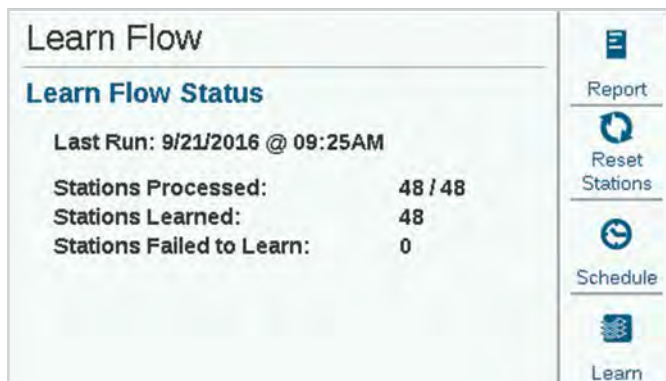 Learn Flow
Learn Flow Status
Last Run: 9/21/2016 @ 09:25AM
Stations Processed: 48 / 48
Stations Learned: 48
Stations Failed to Learn: 0
Report
Reset
Stations
Schedule
Learn